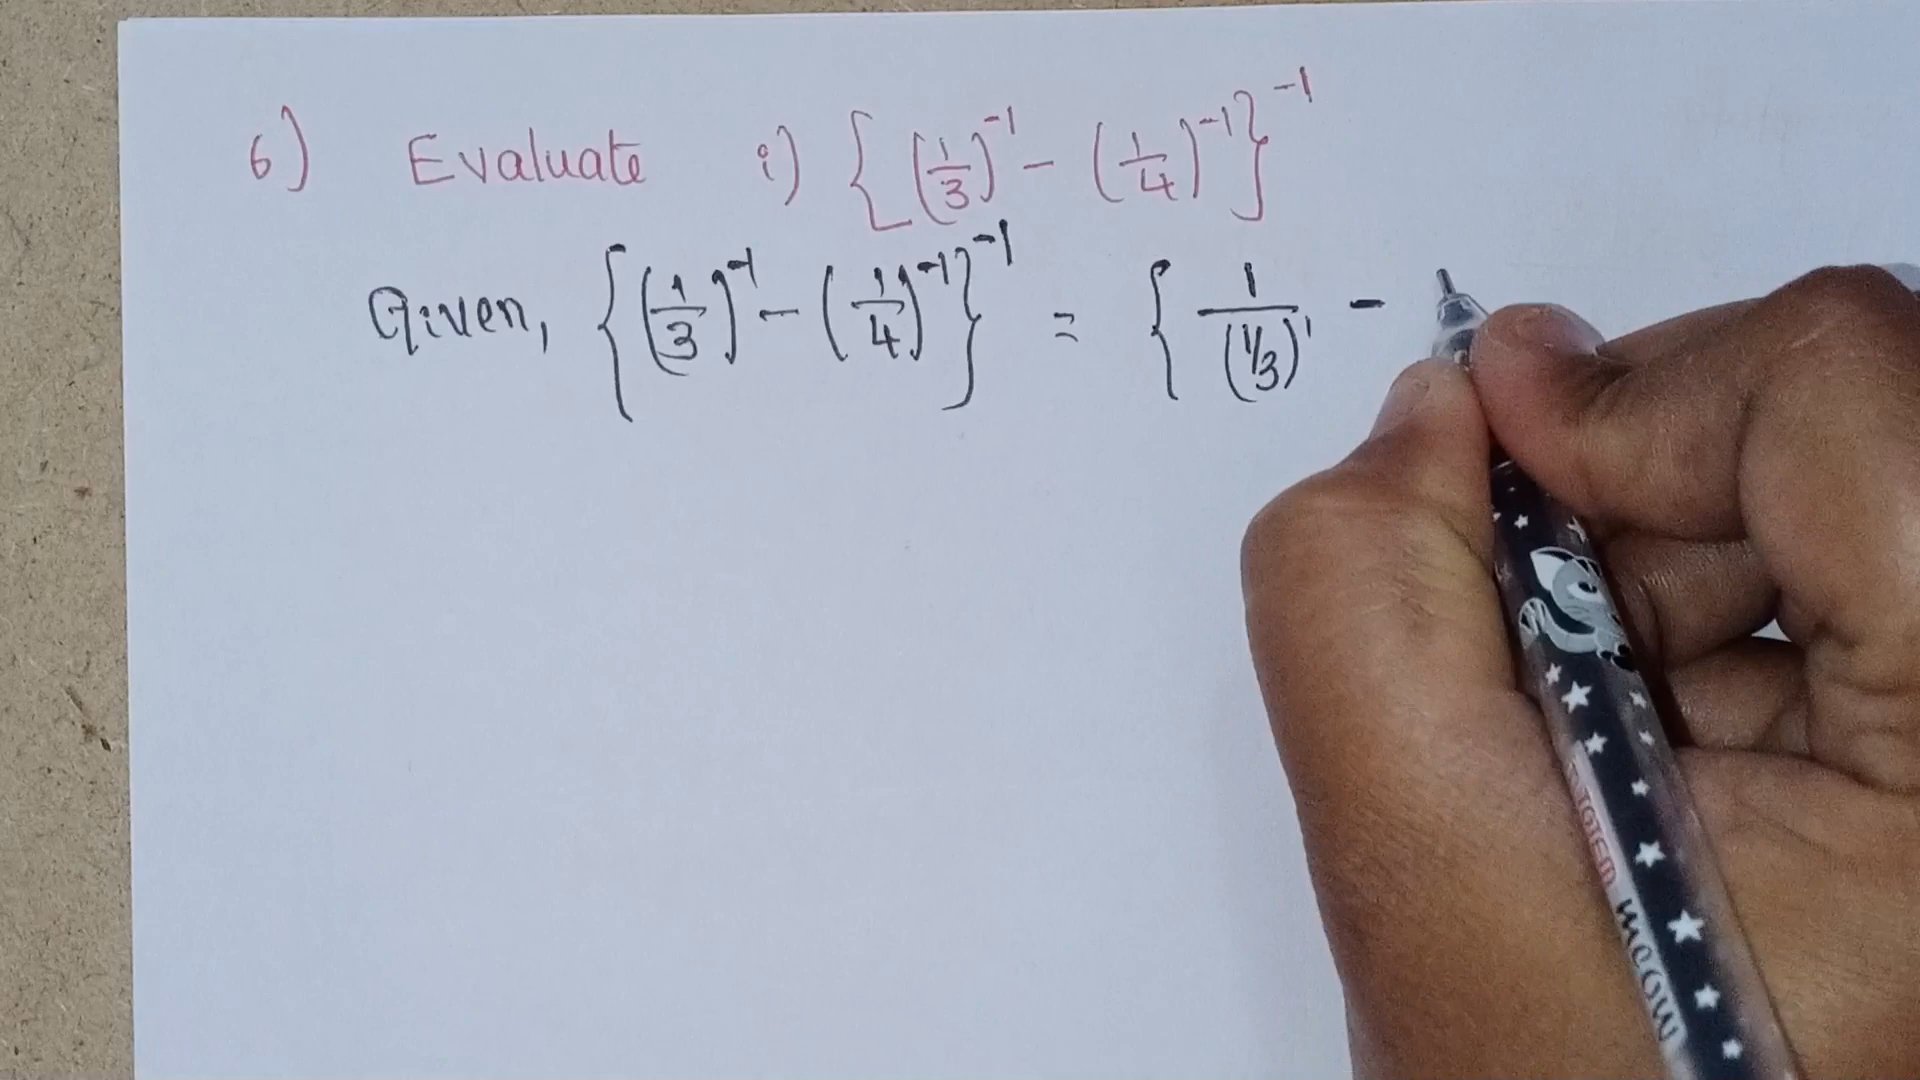 6) Evaluate i) {(1/3)^-1 - (1/4)^-1}^-1
Given, {(1/3)^-1 - (1/4)^-1}^-1 = {1/(1/3)^1 -
meow